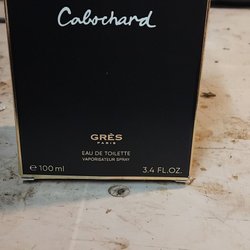 Cabochard
GRÈS
PARIS
EAU DE TOILETTE
VAPORISATEUR SPRAY
℮ 100 ml 3.4 FL.OZ.